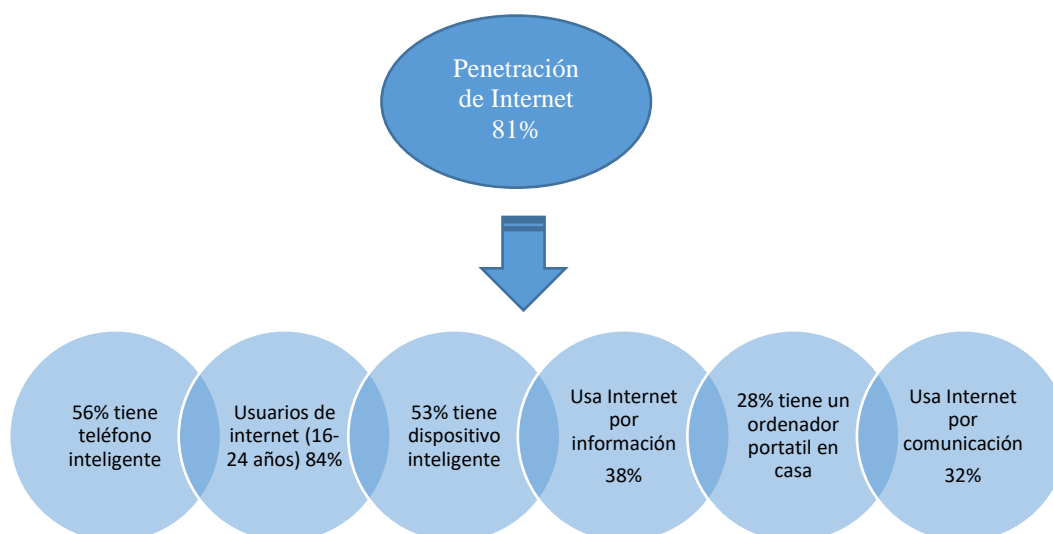 Penetración
de Internet
81%
56% tiene
teléfono
inteligente
Usuarios de
internet (16-
24 años) 84%
53% tiene
dispositivo
inteligente
Usa Internet
por
información
38%
28% tiene un
ordenador
portatil en
casa
Usa Internet
por
comunicación
32%